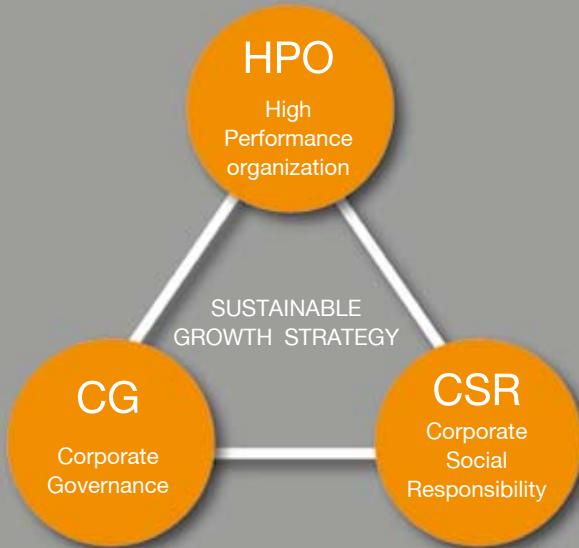 HPO
High
Performance
organization
SUSTAINABLE
GROWTH STRATEGY
CG
Corporate
Governance
CSR
Corporate
Social
Responsibility